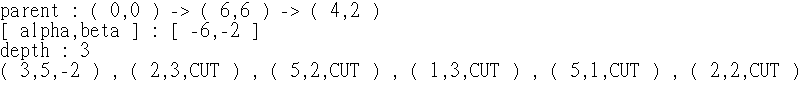 parent : ( 0,0 ) -> ( 6,6 ) -> ( 4,2 )
[ alpha,beta ] : [ -6,-2 ]
depth : 3
( 3,5,-2 ) , ( 2,3,CUT ) , ( 5,2,CUT ) , ( 1,3,CUT ) , ( 5,1,CUT ) , ( 2,2,CUT )